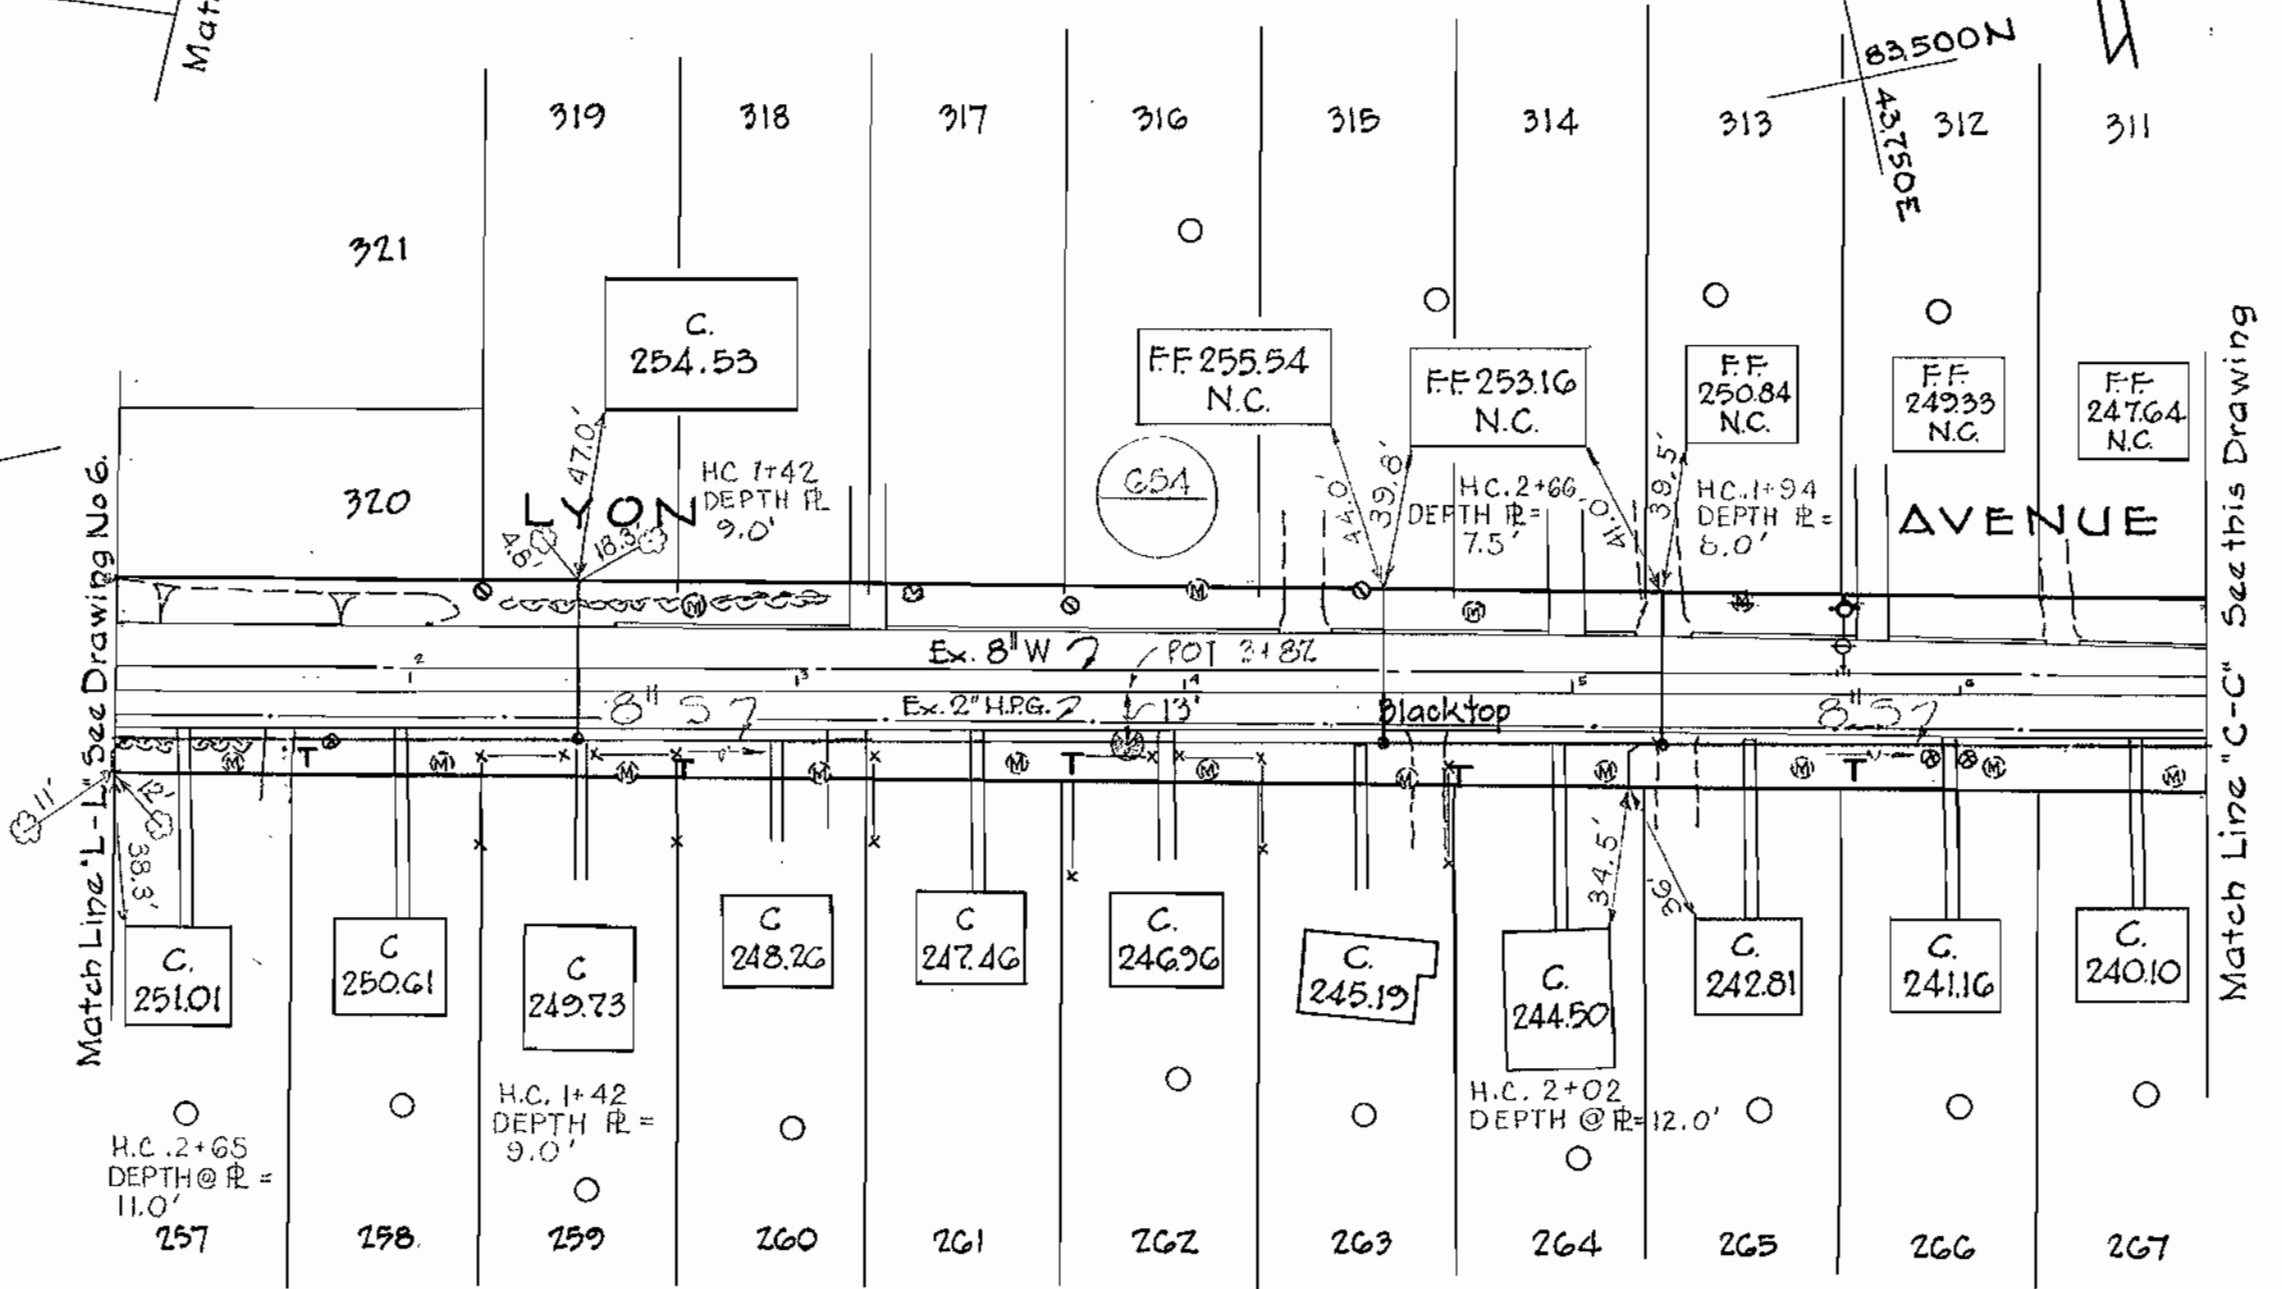 Mat
83,500N
43,750E
319
318
317
316
315
314
313
312
311
321
320
C.
254.53
F.F. 255.54
N.C.
F.F. 253.16
N.C.
F.F.
250.84
N.C.
F.F.
249.33
N.C.
F.F.
247.64
N.C.
47.0'
HC 1+42
DEPTH ⅊
9.0'
LYON
18.3'
44.0'
39.8'
H.C. 2+66
DEPTH ⅊ =
7.5'
41.0'
39.5'
H.C. 1+94
DEPTH ⅊ =
AVENUE
Match Line "L-L" See Drawing No 6.
Match Line "C-C" See this Drawing
M
M
M
M
Ex. 8" W
POT
2
3
4
5
6
8" S
Ex. 2" H.P.G.
13'
Blacktop
8" S
M
T
M
M
T
M
M
T
M
M
T
M
M
T
M
M
11'
12'
38.3'
34.5'
36'
C.
251.01
C
250.61
C
249.73
C
248.26
C
247.46
C.
246.96
C.
245.19
C.
244.50
C.
242.81
C.
241.16
C.
240.10
H.C. 2+65
DEPTH @ ⅊ =
11.0'
H.C. 1+42
DEPTH ⅊ =
9.0'
H.C. 2+02
DEPTH @ ⅊ = 12.0'
257
258
259
260
261
262
263
264
265
266
267